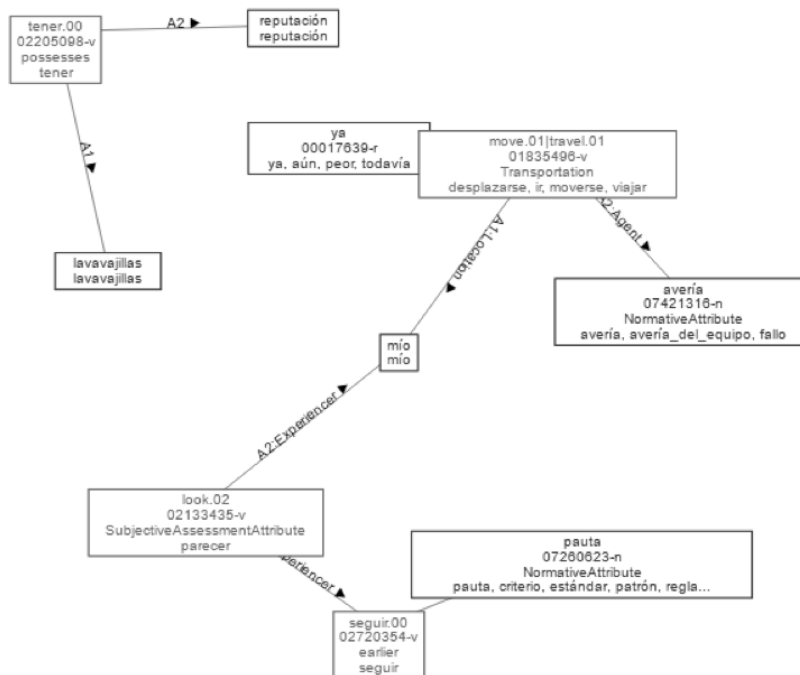 tener.00
02205098-v
possesses
tener
A2
reputación
reputación
A1
lavavajillas
lavavajillas
ya
00017639-r
ya, aún, peor, todavía
move.01|travel.01
01835496-v
Transportation
desplazarse, ir, moverse, viajar
A1:Location
A2:Agent
avería
07421316-n
NormativeAttribute
avería, avería_del_equipo, fallo
mío
mío
A2:Experiencer
look.02
02133435-v
SubjectiveAssessmentAttribute
parecer
periencer
pauta
07260623-n
NormativeAttribute
pauta, criterio, estándar, patrón, regla...
seguir.00
02720354-v
earlier
seguir